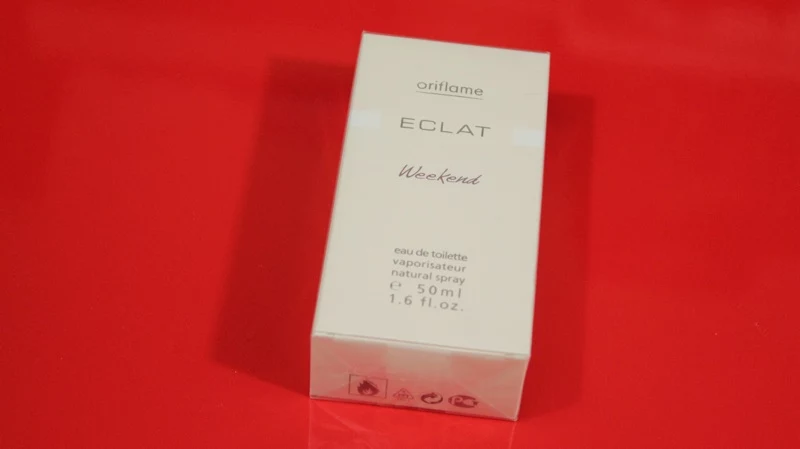 oriflame
ECLAT
Weekend
eau de toilette
vaporisateur
natural spray
℮ 50ml
1.6 fl.oz.